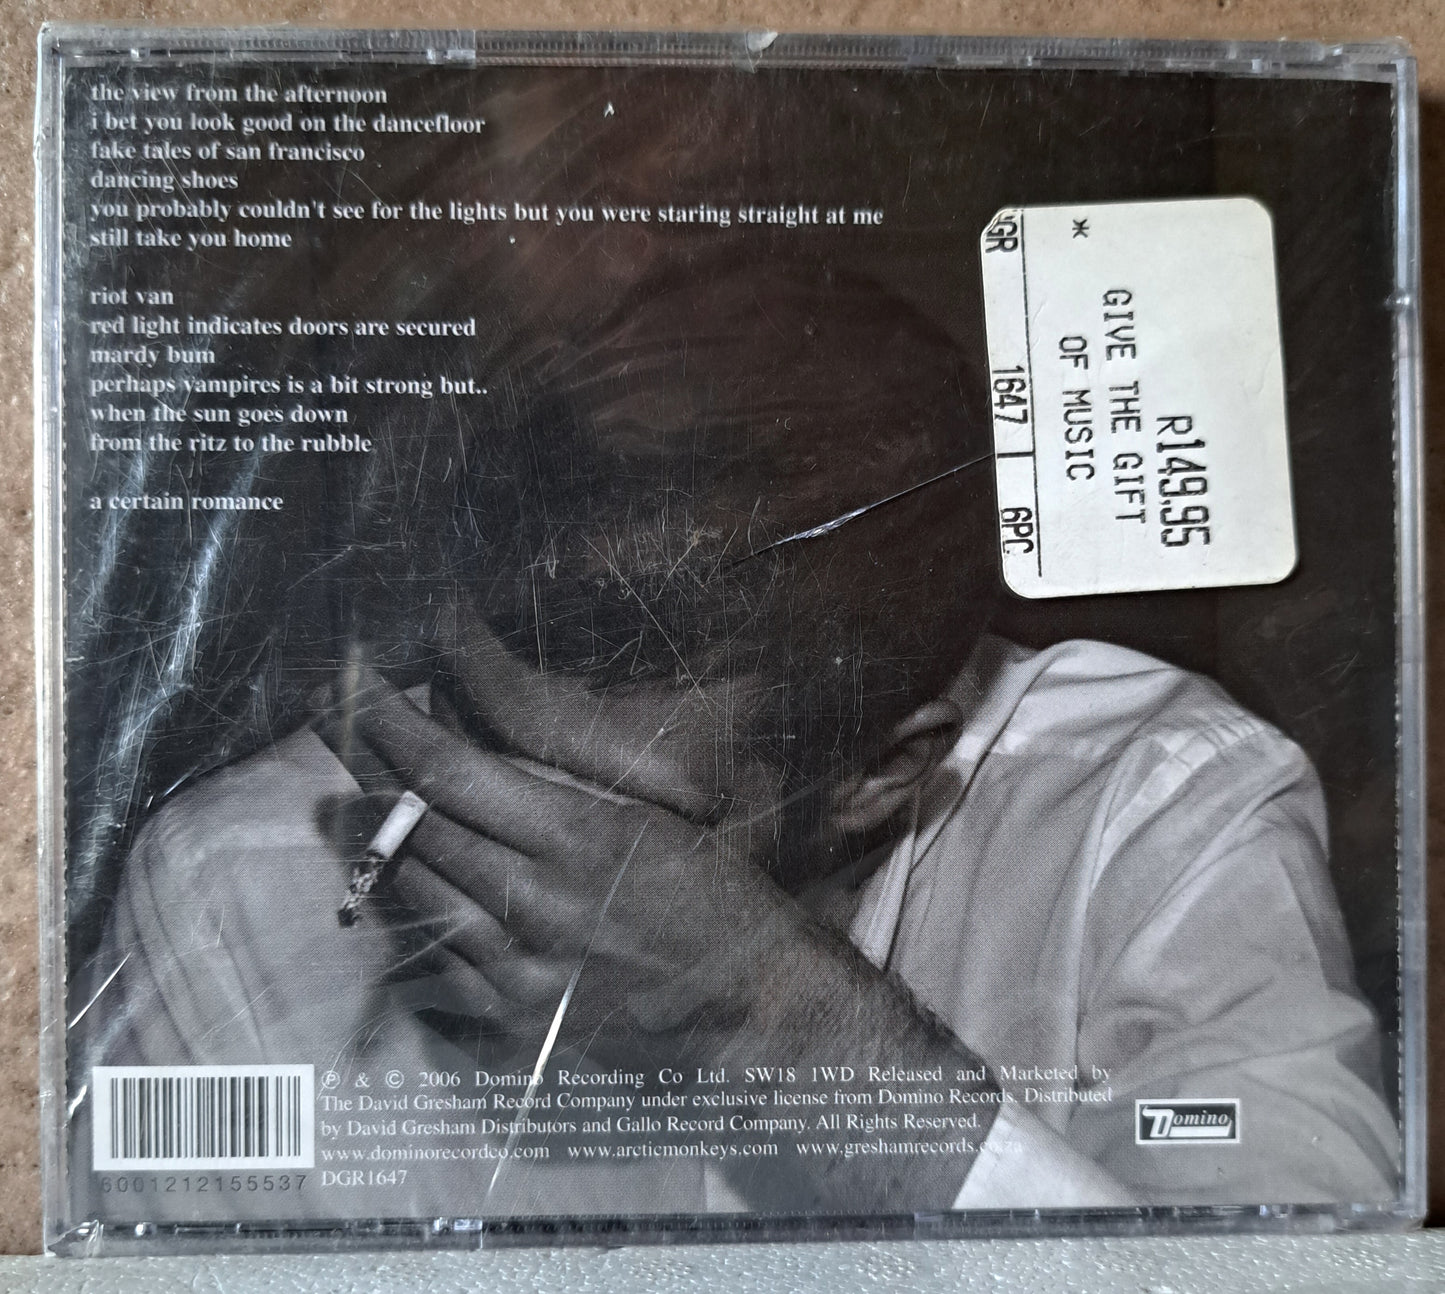 the view from the afternoon
i bet you look good on the dancefloor
fake tales of san francisco
dancing shoes
you probably couldn't see for the lights but you were staring straight at me
still take you home
riot van
red light indicates doors are secured
mardy bum
perhaps vampires is a bit strong but..
when the sun goes down
from the ritz to the rubble
a certain romance
R149,95
GIVE THE GIFT
OF MUSIC
*
1647 | 6PC
℗ & © 2006 Domino Recording Co Ltd. SW18 1WD Released and Marketed by
The David Gresham Record Company under exclusive license from Domino Records. Distributed
by David Gresham Distributors and Gallo Record Company. All Rights Reserved.
www.dominorecordco.com www.arcticmonkeys.com www.greshamrecords.co.za
DGR1647
6001212155537
Domino